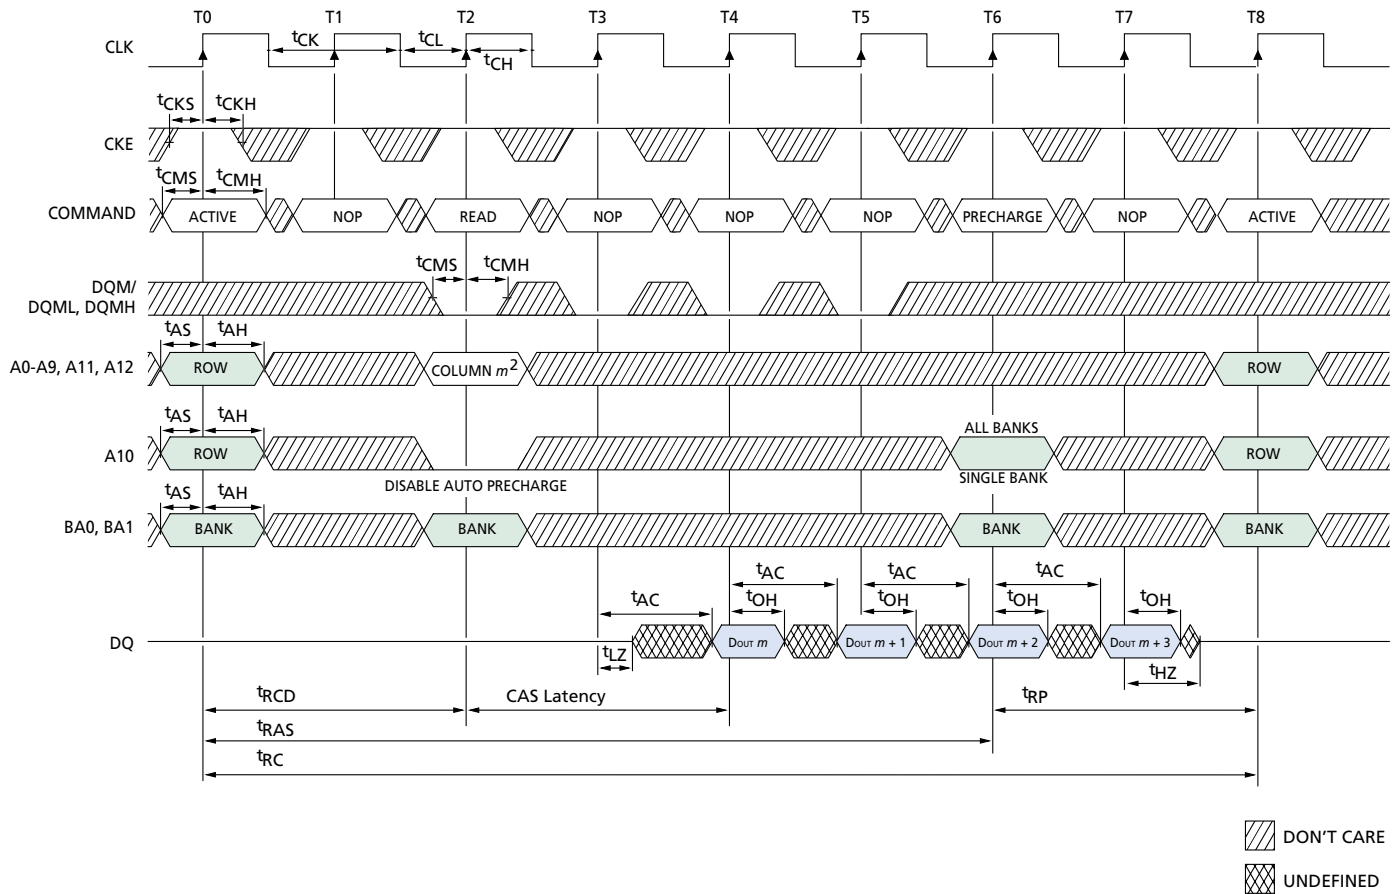 T0 T1 T2 T3 T4 T5 T6 T7 T8
CLK
tCK tCL
tCH
tCKS tCKH
CKE
tCMS tCMH
COMMAND ACTIVE NOP READ NOP NOP NOP PRECHARGE NOP ACTIVE
tCMS tCMH
DQM/
DQML, DQMH
tAS tAH
A0-A9, A11, A12 ROW COLUMN m2 ROW
tAS tAH
ALL BANKS
A10 ROW ROW
DISABLE AUTO PRECHARGE SINGLE BANK
tAS tAH
BA0, BA1 BANK BANK BANK BANK
tAC tAC tAC
tAC tOH tOH tOH tOH
DQ DOUT m DOUT m + 1 DOUT m + 2 DOUT m + 3
tLZ tHZ
tRCD CAS Latency tRP
tRAS
tRC
DON'T CARE
UNDEFINED